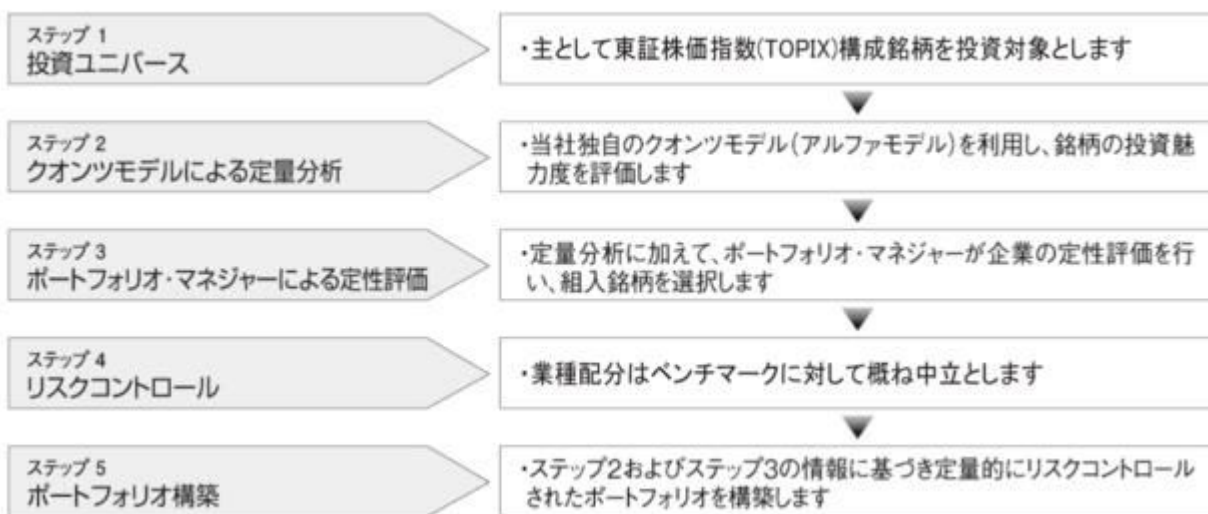 ステップ 1
投資ユニバース
・主として東証株価指数(TOPIX)構成銘柄を投資対象とします
ステップ 2
クオンツモデルによる定量分析
・当社独自のクオンツモデル(アルファモデル)を利用し、銘柄の投資魅
力度を評価します
ステップ 3
ポートフォリオ・マネジャーによる定性評価
・定量分析に加えて、ポートフォリオ・マネジャーが企業の定性評価を行
い、組入銘柄を選択します
ステップ 4
リスクコントロール
・業種配分はベンチマークに対して概ね中立とします
ステップ 5
ポートフォリオ構築
・ステップ2およびステップ3の情報に基づき定量的にリスクコントロール
されたポートフォリオを構築します